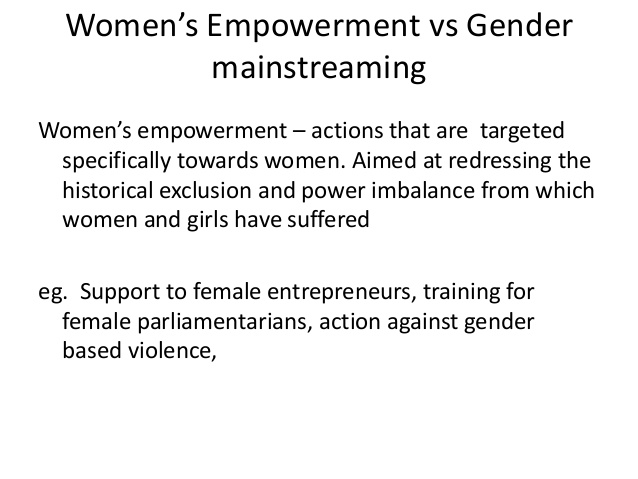 Women’s Empowerment vs Gender
mainstreaming
Women’s empowerment – actions that are  targeted
specifically towards women. Aimed at redressing the
historical exclusion and power imbalance from which
women and girls have suffered
eg.  Support to female entrepreneurs, training for
female parliamentarians, action against gender
based violence,